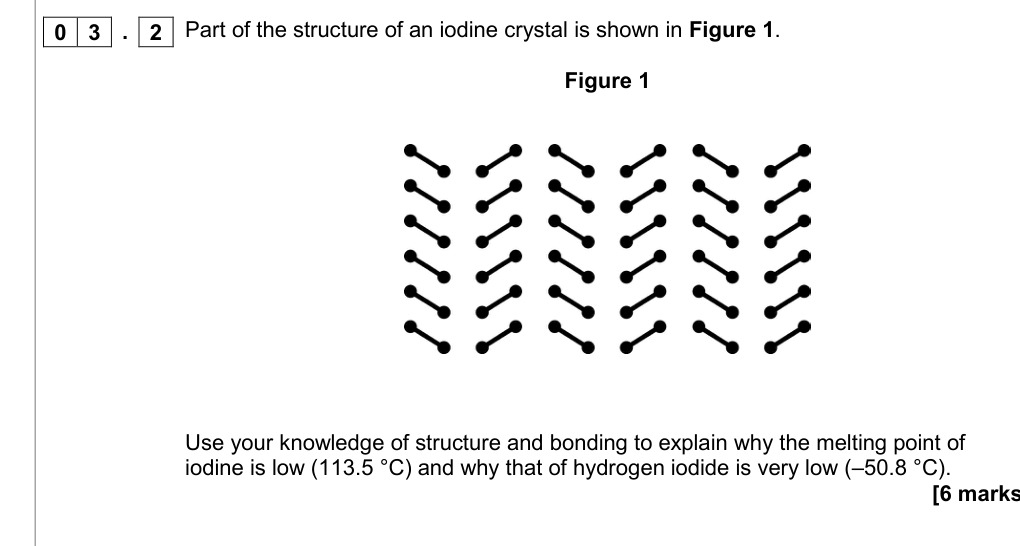 0 3 . 2 Part of the structure of an iodine crystal is shown in Figure 1.
Figure 1
Use your knowledge of structure and bonding to explain why the melting point of
iodine is low (113.5 °C) and why that of hydrogen iodide is very low (–50.8 °C).
[6 marks